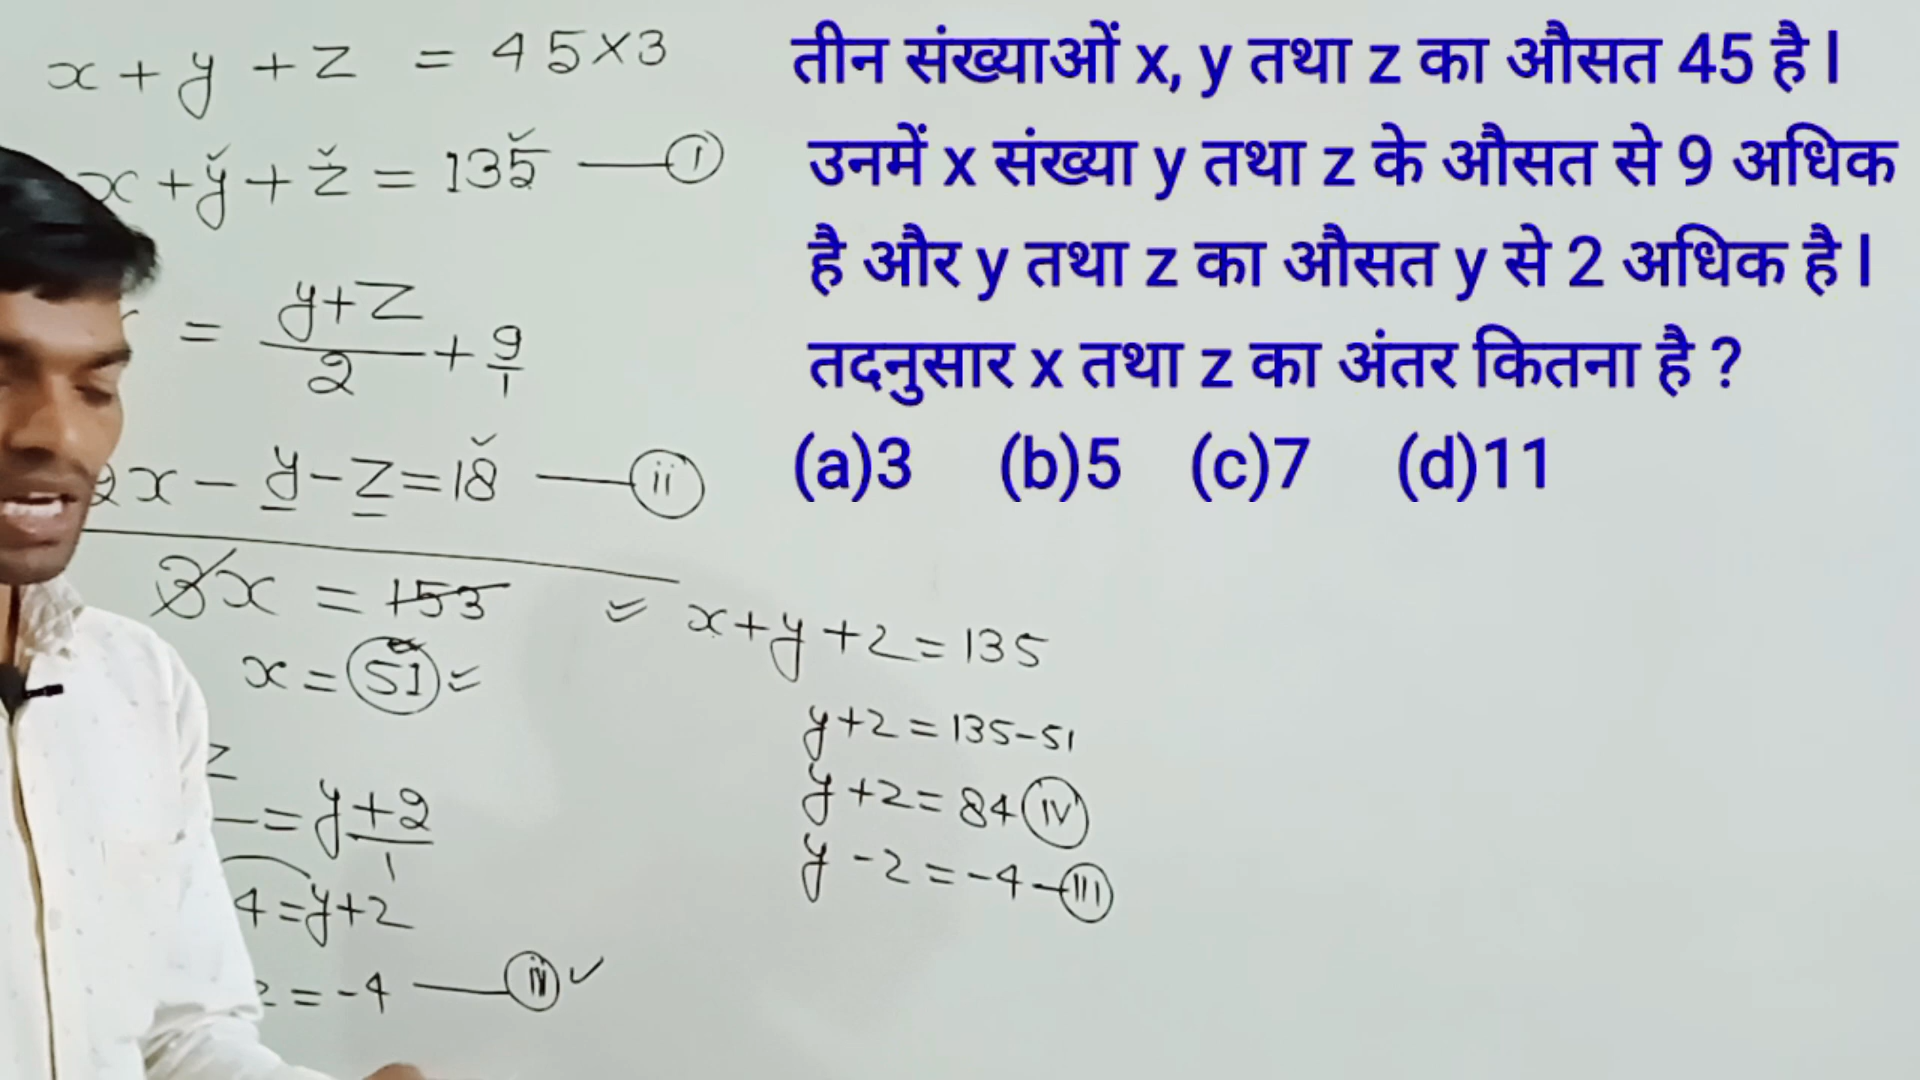 x + y + z = 45×3
x + y + z = 135 — (i)
= y+z/2 + 9/1
2x - y - z = 18 — (ii)
3x = 153
x = 51
z
= y+2/1
4 = y+2
2 = -4 — (iii)
x+y+z = 135
y+z = 135-51
y+z = 84 (iv)
y-z = -4 — (iii)
तीन संख्याओं x, y तथा z का औसत 45 है l
उनमें x संख्या y तथा z के औसत से 9 अधिक
है और y तथा z का औसत y से 2 अधिक है l
तदनुसार x तथा z का अंतर कितना है ?
(a)3 (b)5 (c)7 (d)11